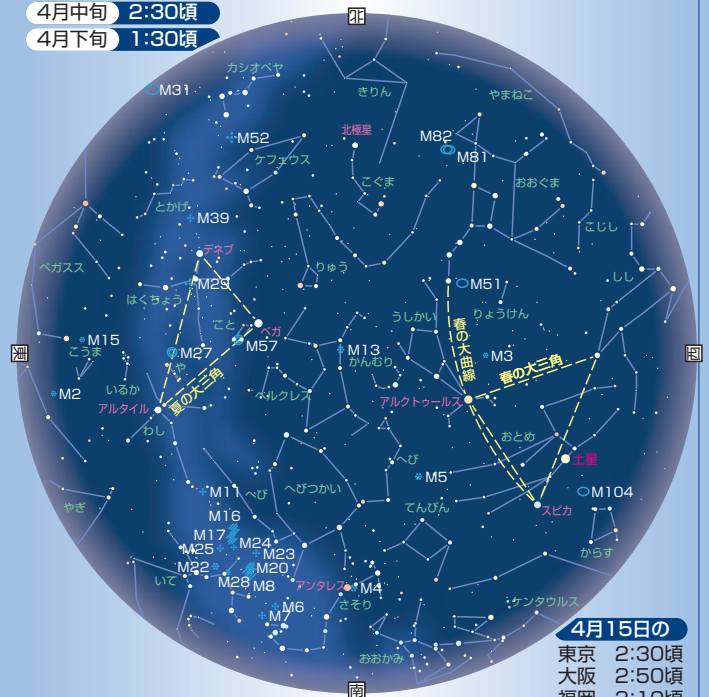 4月中旬 2:30頃
4月下旬 1:30頃
北
カシオペヤ
M31
きりん
やまねこ
M52
北極星
M82
M81
ケフェウス
こぐま
おおぐま
とかげ
M39
こじし
デネブ
ペガスス
りゅう
しし
M29
M51
はくちょう
うしかい
りょうけん
こと
ベガ
春の大曲線
M15
M57
M13
M3
東
こうま
M27
や
かんむり
春の大三角
西
M2
いるか
夏の大三角
ヘルクレス
アルクトゥールス
アルタイル
わし
おとめ
へび
土星
M5
M11
へび
へびつかい
M104
やぎ
M16
てんびん
スピカ
M17
M24
M25
M23
からす
M22
M20
いて
M28
M8
アンタレス
M4
M6
さそり
ケンタウルス
M7
4月15日の
おおかみ
東京 2:30頃
大阪 2:50頃
南
福岡 3:10頃